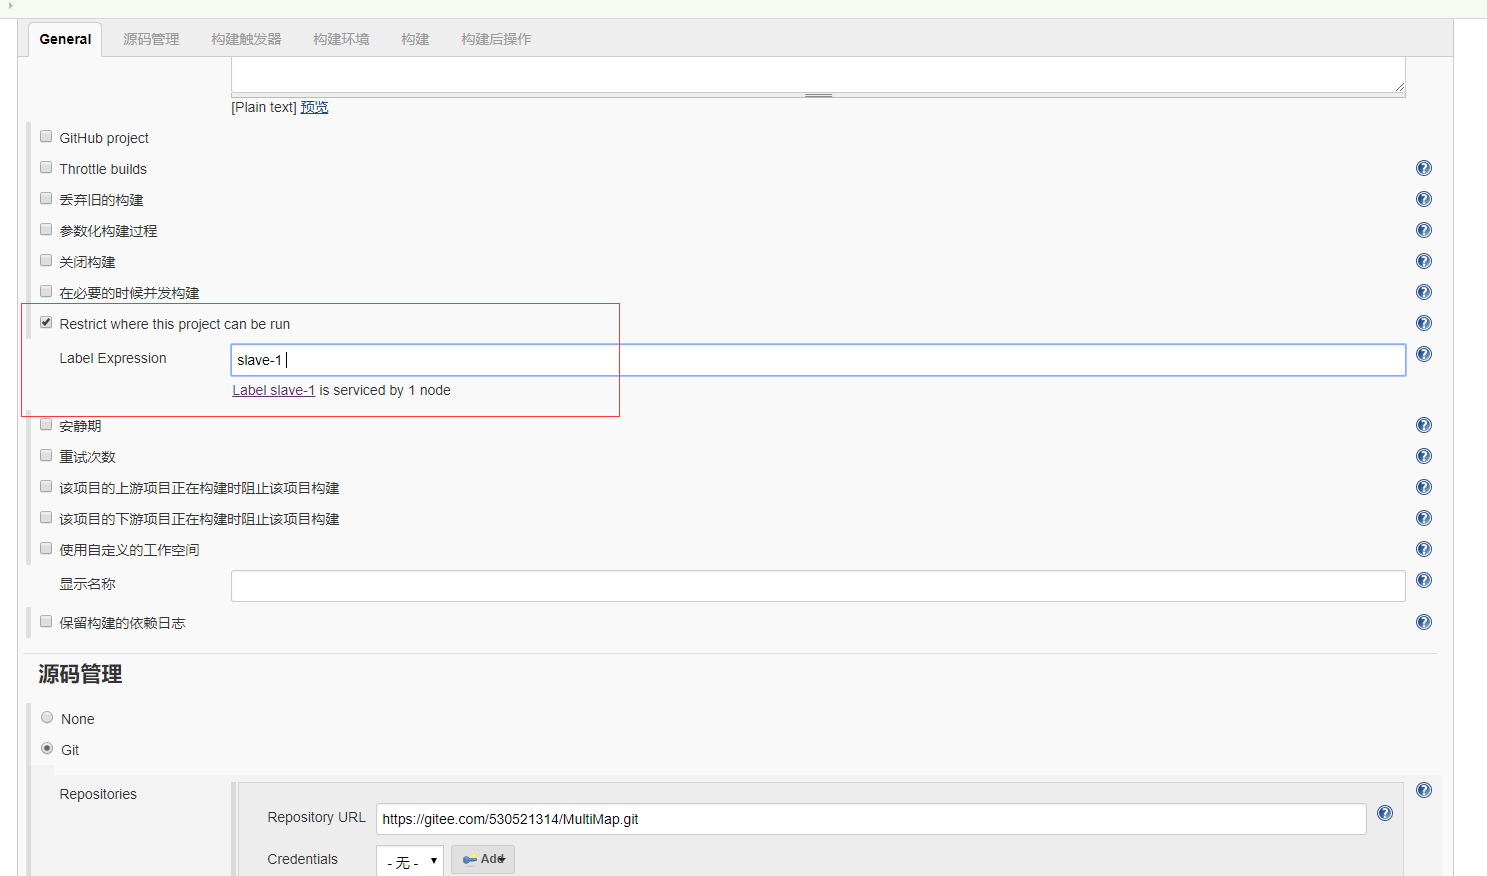 General 源码管理 构建触发器 构建环境 构建 构建后操作
[Plain text] 预览
GitHub project
Throttle builds
丢弃旧的构建
参数化构建过程
关闭构建
在必要的时候并发构建
Restrict where this project can be run
Label Expression slave-1
Label slave-1 is serviced by 1 node
安静期
重试次数
该项目的上游项目正在构建时阻止该项目构建
该项目的下游项目正在构建时阻止该项目构建
使用自定义的工作空间
显示名称
保留构建的依赖日志
源码管理
None
Git
Repositories
Repository URL https://gitee.com/530521314/MultiMap.git
Credentials - 无 - Add